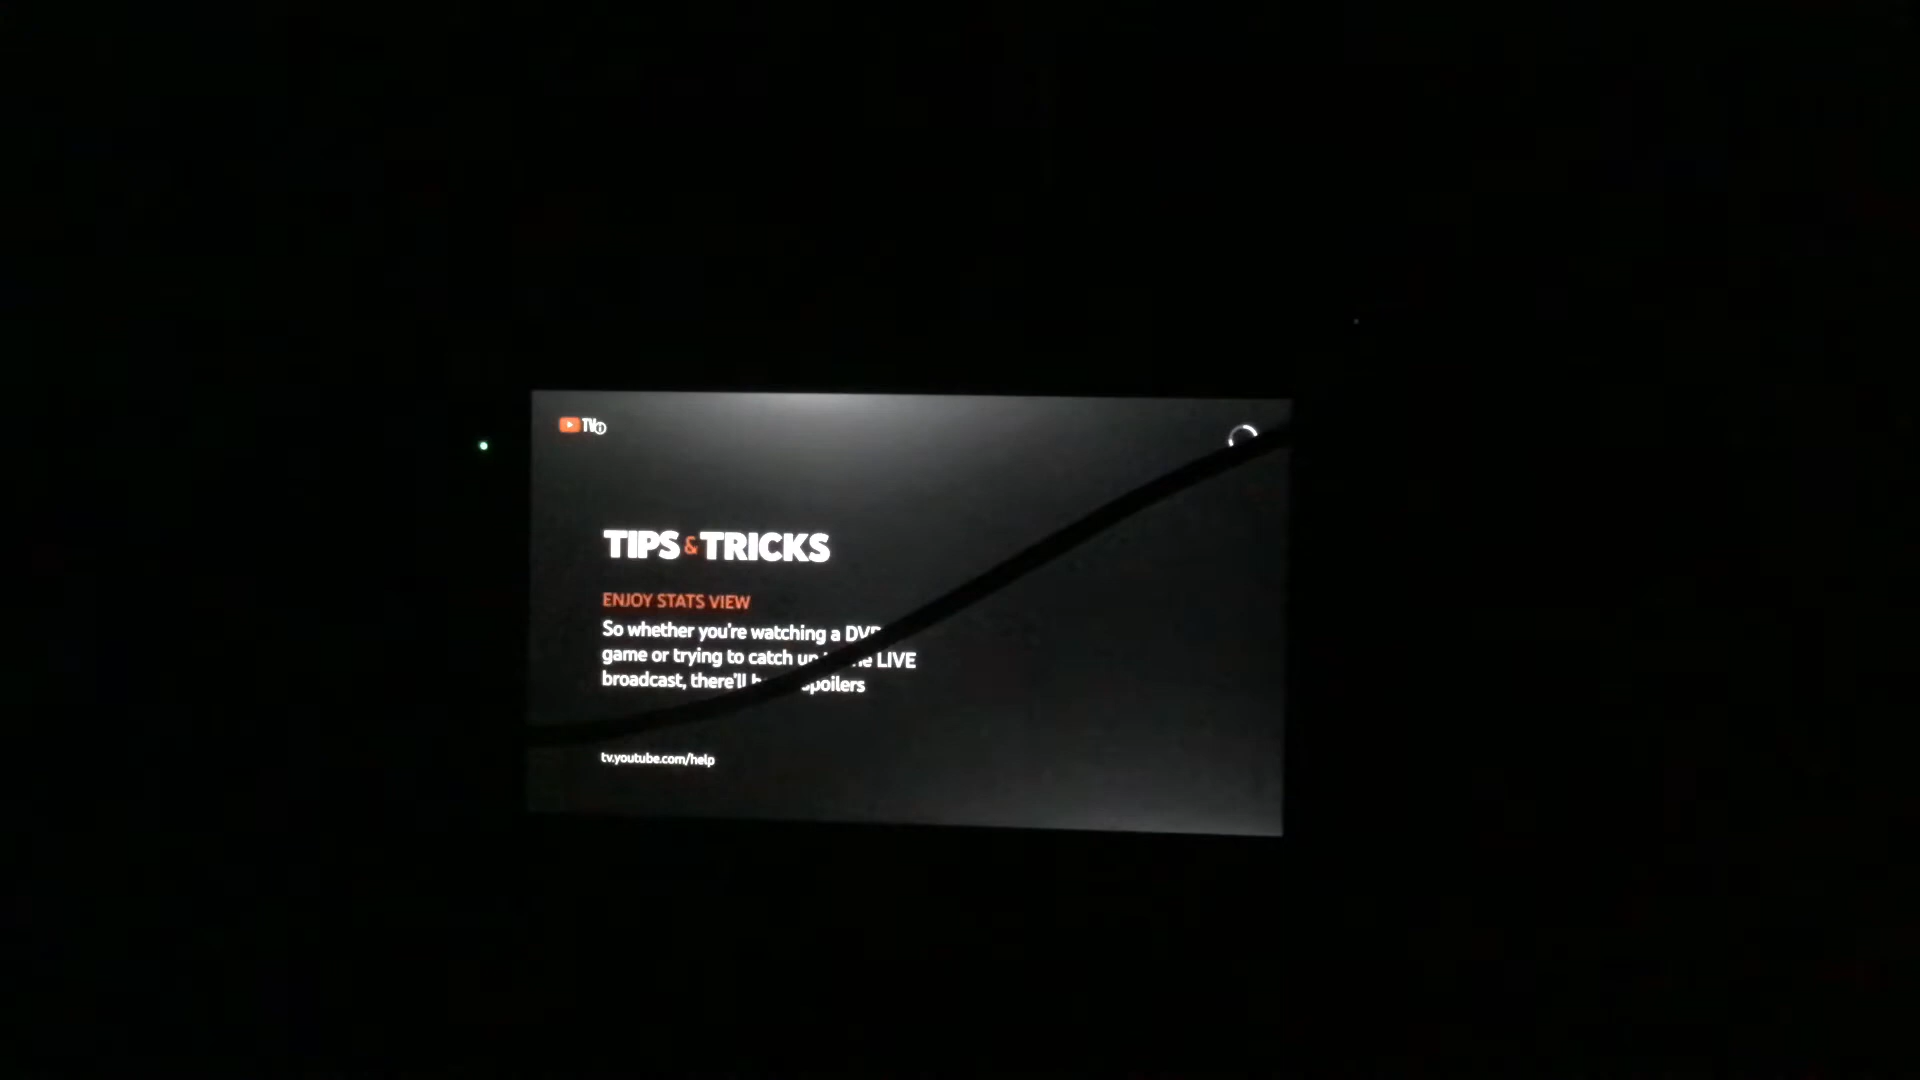 TV
TIPS & TRICKS
ENJOY STATS VIEW
So whether you're watching a
game or trying to catch LIVE
broadcast, there'll spoilers
tv.youtube.com/help